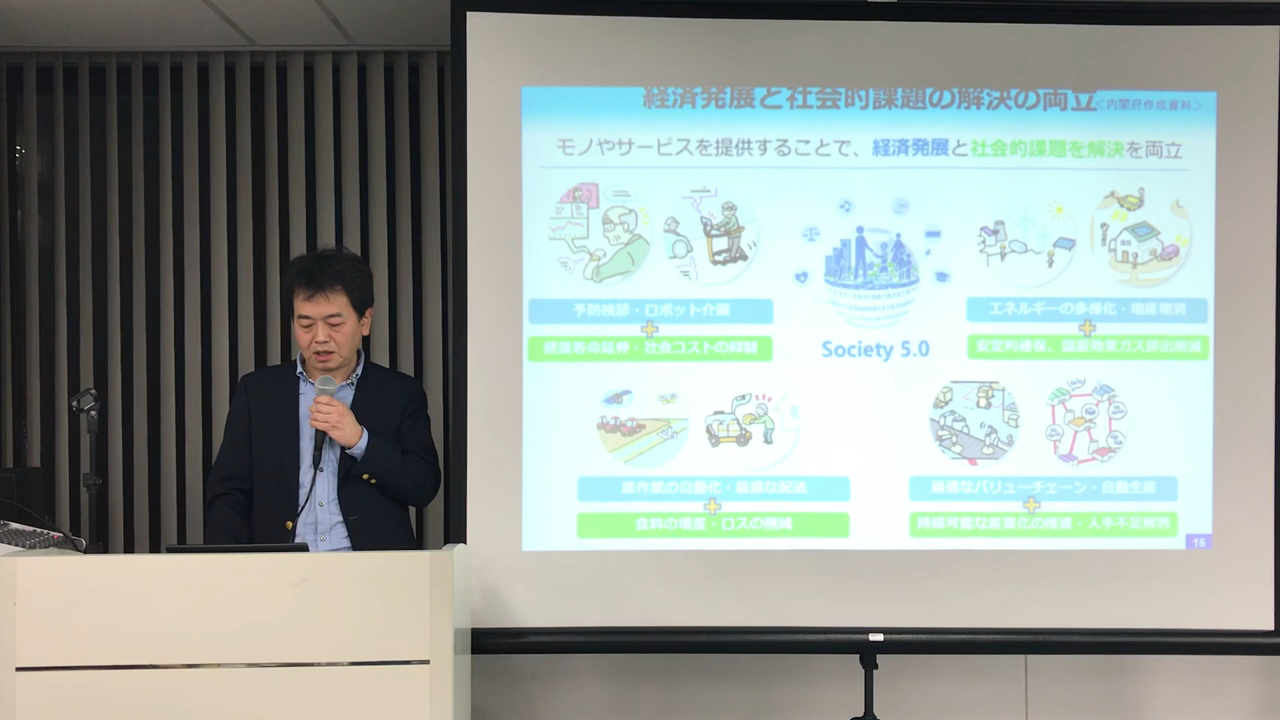 経済発展と社会的課題の解決の両立<内閣府作成資料>
モノやサービスを提供することで、経済発展と社会的課題を解決を両立
予防検診・ロボット介護
健康寿命延伸・社会コストの抑制
エネルギーの多様化・地産地消
安定的確保、温室効果ガス排出削減
Society 5.0
農作業の自動化・最適な配送
食料の増産・ロスの削減
最適なバリューチェーン・自動生産
持続可能な産業化の推進・人手不足解消
16